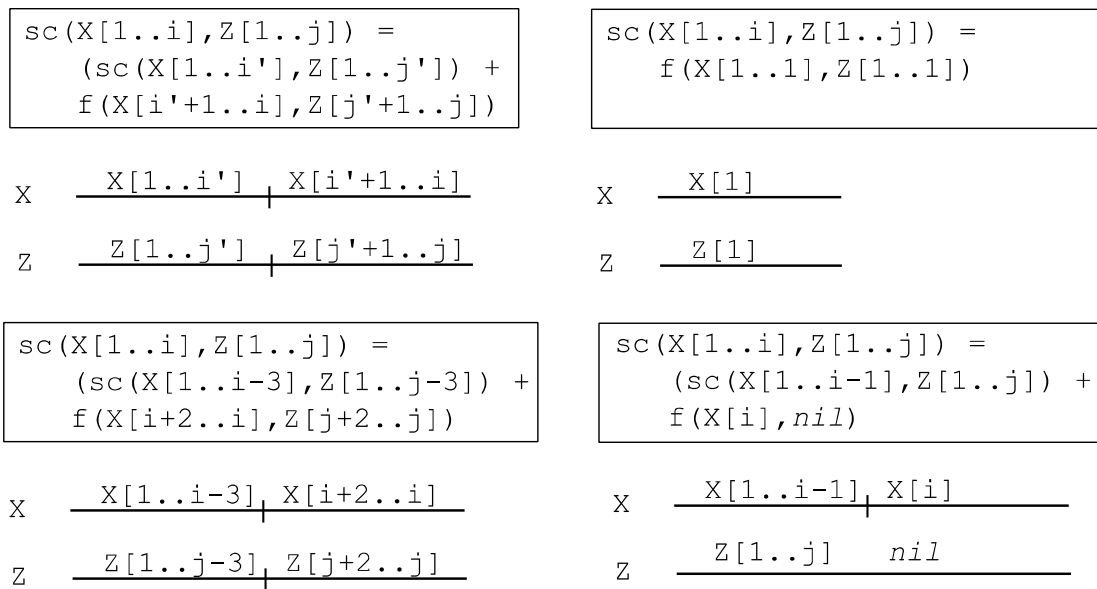 sc(X[1..i],Z[1..j]) =
(sc(X[1..i'],Z[1..j']) +
f(X[i'+1..i],Z[j'+1..j])
X X[1..i'] X[i'+1..i]
Z Z[1..j'] Z[j'+1..j]
sc(X[1..i],Z[1..j]) =
f(X[1..1],Z[1..1])
X X[1]
Z Z[1]
sc(X[1..i],Z[1..j]) =
(sc(X[1..i-3],Z[1..j-3]) +
f(X[i+2..i],Z[j+2..j])
X X[1..i-3] X[i+2..i]
Z Z[1..j-3] Z[j+2..j]
sc(X[1..i],Z[1..j]) =
(sc(X[1..i-1],Z[1..j]) +
f(X[i],nil)
X X[1..i-1] X[i]
Z Z[1..j] nil